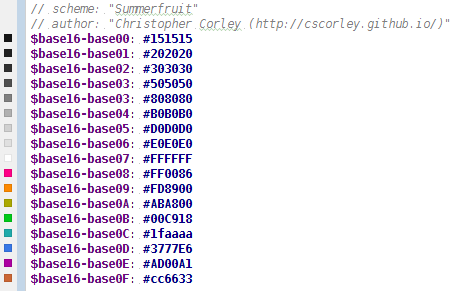 // scheme: "Summerfruit"
// author: "Christopher Corley (http://cscorley.github.io/)"
$base16-base00: #151515
$base16-base01: #202020
$base16-base02: #303030
$base16-base03: #505050
$base16-base03: #808080
$base16-base04: #B0B0B0
$base16-base05: #D0D0D0
$base16-base06: #E0E0E0
$base16-base07: #FFFFFF
$base16-base08: #FF0086
$base16-base09: #FD8900
$base16-base0A: #ABA800
$base16-base0B: #00C918
$base16-base0C: #1faaaa
$base16-base0D: #3777E6
$base16-base0E: #AD00A1
$base16-base0F: #cc6633